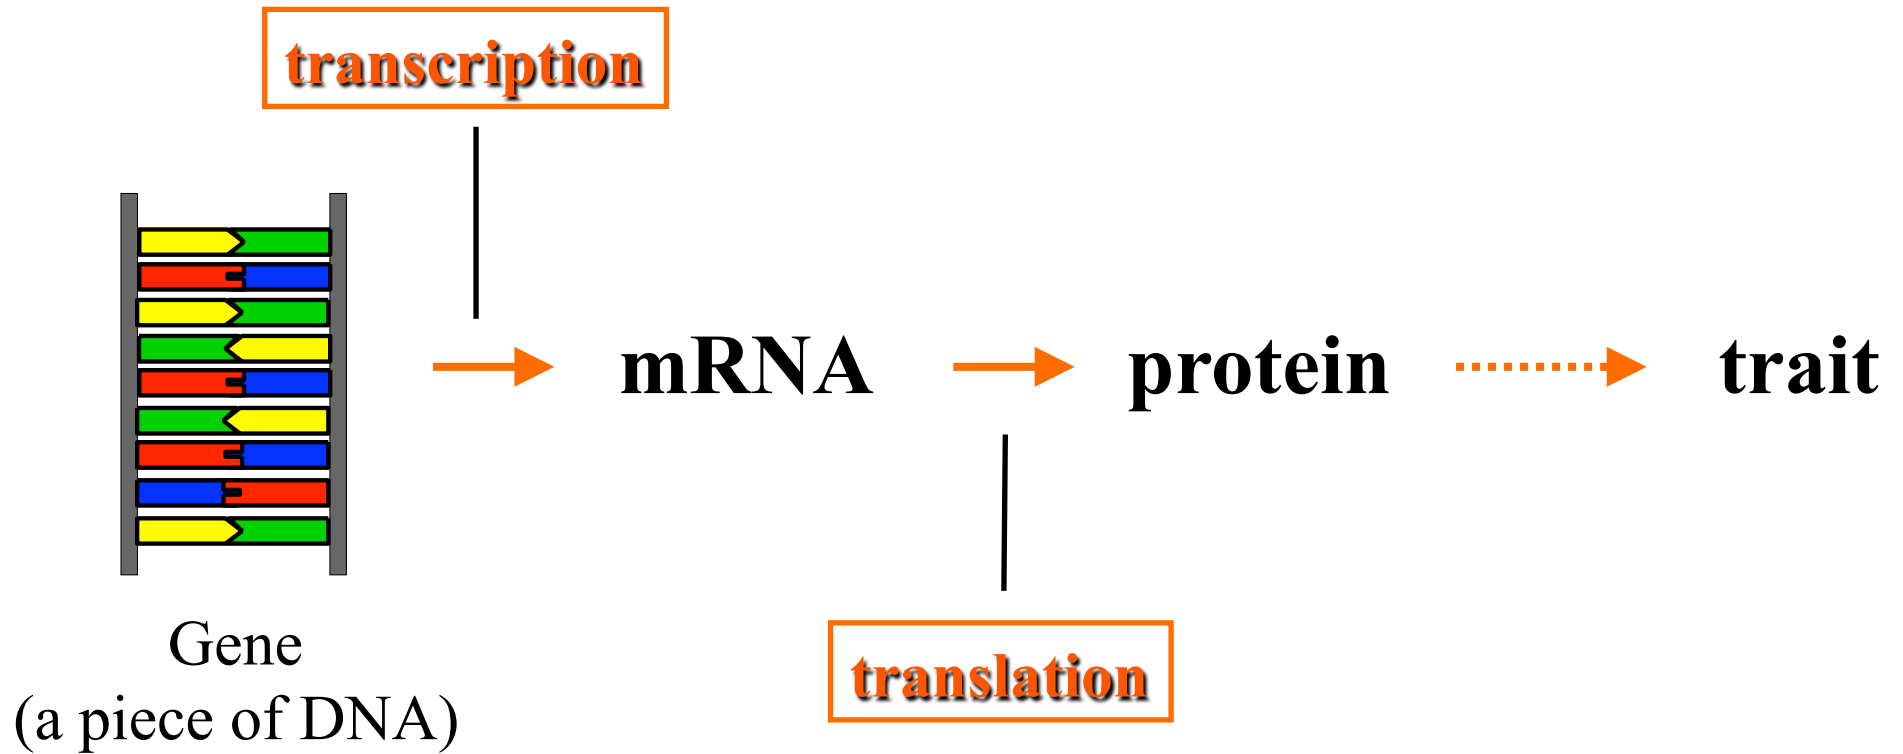 transcription
mRNA
protein
trait
translation
Gene
(a piece of DNA)